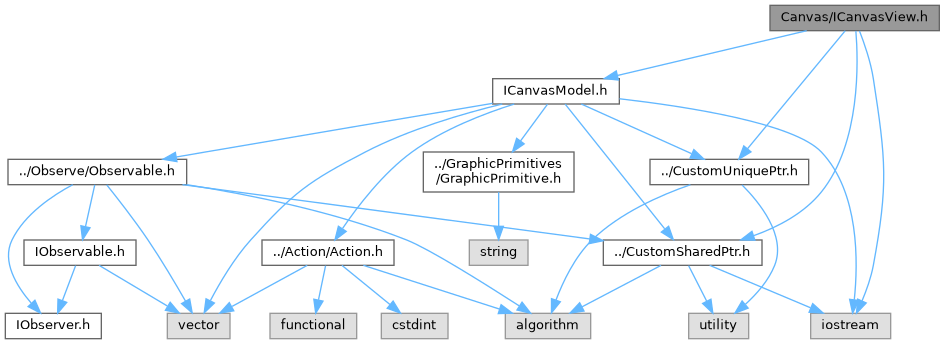 Canvas/ICanvasView.h
ICanvasModel.h
../Observe/Observable.h
../GraphicPrimitives
/GraphicPrimitive.h
../CustomUniquePtr.h
IObservable.h
../Action/Action.h
string
../CustomSharedPtr.h
IObserver.h
vector
functional
cstdint
algorithm
utility
iostream